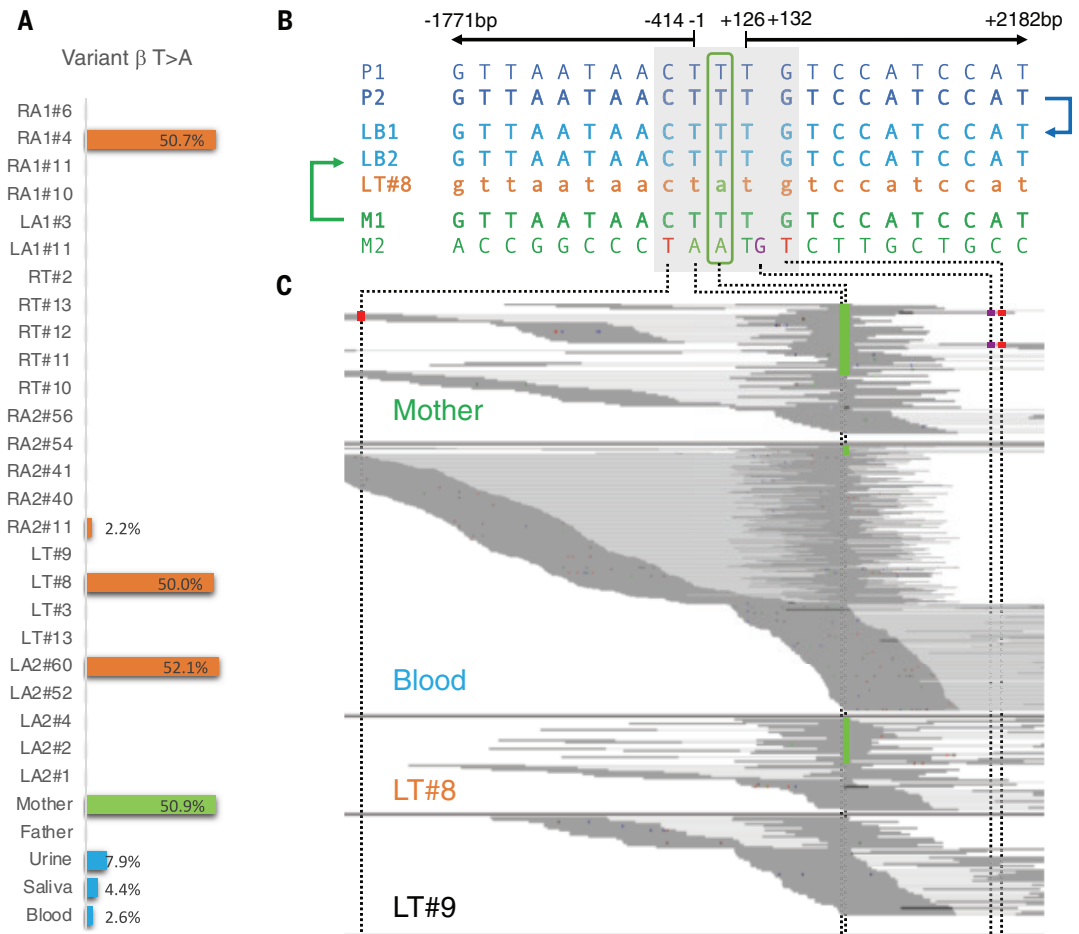 A
Variant β T>A
RA1#6
RA1#4 50.7%
RA1#11
RA1#10
LA1#3
LA1#11
RT#2
RT#13
RT#12
RT#11
RT#10
RA2#56
RA2#54
RA2#41
RA2#40
RA2#11 2.2%
LT#9
LT#8 50.0%
LT#3
LT#13
LA2#60 52.1%
LA2#52
LA2#4
LA2#2
LA2#1
Mother 50.9%
Father
Urine 7.9%
Saliva 4.4%
Blood 2.6%
B
-1771bp -414 -1 +126 +132 +2182bp
P1 G T T A A T A A C T T T G T C C A T C C A T
P2 G T T A A T A A C T T T G T C C A T C C A T
LB1 G T T A A T A A C T T T G T C C A T C C A T
LB2 G T T A A T A A C T T T G T C C A T C C A T
LT#8 g t t a a t a a c t a t g t c c a t c c a t
M1 G T T A A T A A C T T T G T C C A T C C A T
M2 A C C G G C C C T A A T G T C T T G C T G C C
C
Mother
Blood
LT#8
LT#9